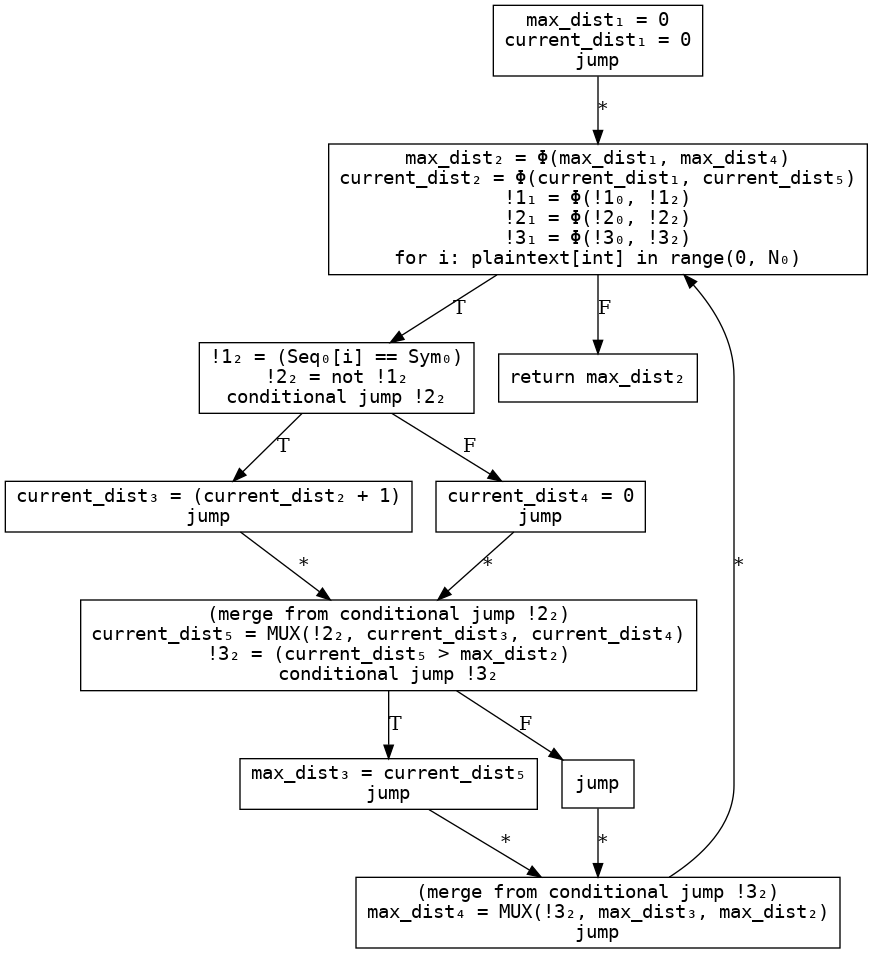 max_dist₁ = 0
current_dist₁ = 0
jump
*
max_dist₂ = Φ(max_dist₁, max_dist₄)
current_dist₂ = Φ(current_dist₁, current_dist₅)
!1₁ = Φ(!1₀, !1₂)
!2₁ = Φ(!2₀, !2₂)
!3₁ = Φ(!3₀, !3₂)
for i: plaintext[int] in range(0, N₀)
T
F
!1₂ = (Seq₀[i] == Sym₀)
!2₂ = not !1₂
conditional jump !2₂
return max_dist₂
T
F
current_dist₃ = (current_dist₂ + 1)
jump
current_dist₄ = 0
jump
*
*
*
(merge from conditional jump !2₂)
current_dist₅ = MUX(!2₂, current_dist₃, current_dist₄)
!3₂ = (current_dist₅ > max_dist₂)
conditional jump !3₂
T
F
max_dist₃ = current_dist₅
jump
jump
*
*
(merge from conditional jump !3₂)
max_dist₄ = MUX(!3₂, max_dist₃, max_dist₂)
jump